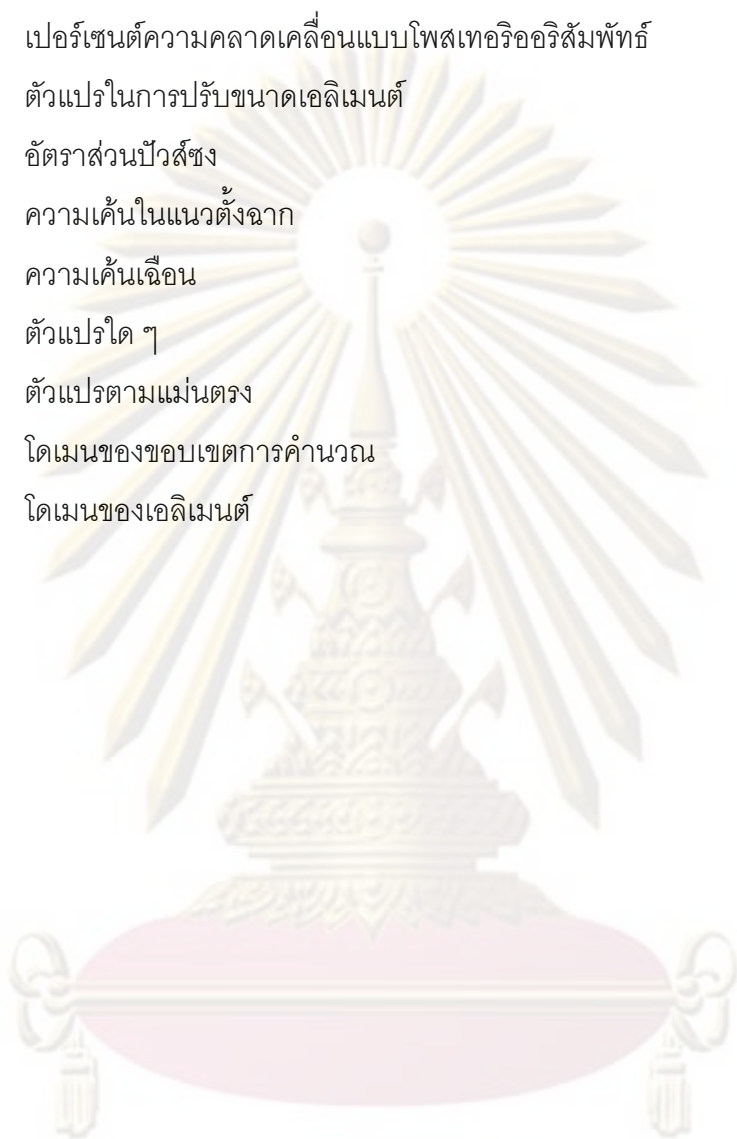 เปอร์เซนต์ความคลาดเคลื่อนแบบโพสเทอริออริสัมพัทธ์
ตัวแปรในการปรับขนาดเอลิเมนต์
อัตราส่วนปัวส์ซง
ความเค้นในแนวตั้งฉาก
ความเค้นเฉือน
ตัวแปรใด ๆ
ตัวแปรตามแม่นตรง
โดเมนของขอบเขตการคำนวณ
โดเมนของเอลิเมนต์